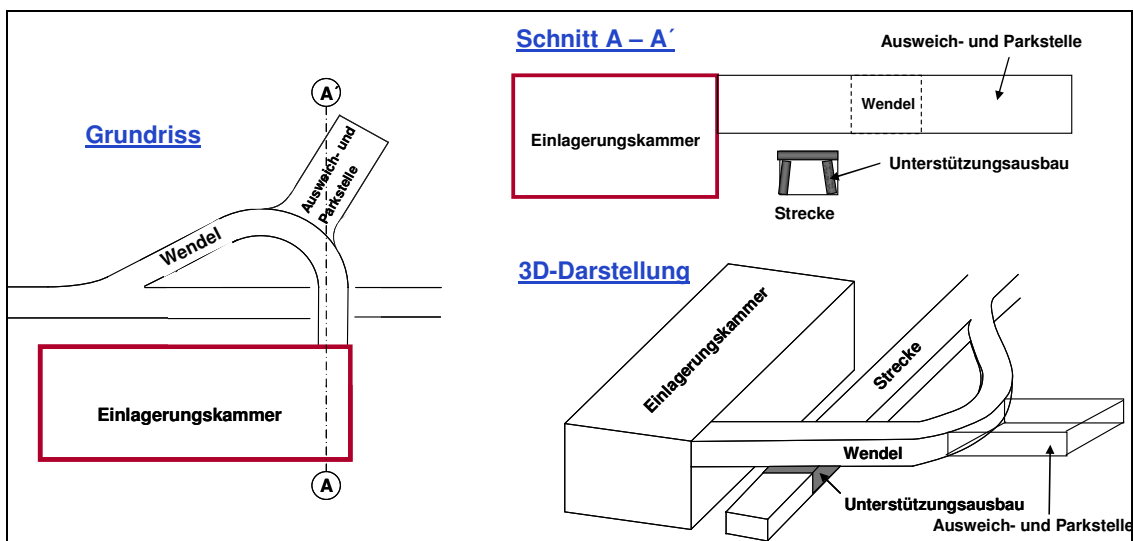 Grundriss
A´
Ausweich- und
Parkstelle
Wendel
Einlagerungskammer
A
Schnitt A – A´
Ausweich- und Parkstelle
Wendel
Einlagerungskammer
Unterstützungsausbau
Strecke
3D-Darstellung
Einlagerungskammer
Strecke
Wendel
Unterstützungsausbau
Ausweich- und Parkstelle